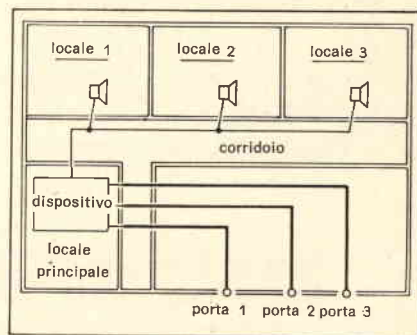 locale 1
locale 2
locale 3
corridoio
dispositivo
locale
principale
porta 1
porta 2
porta 3